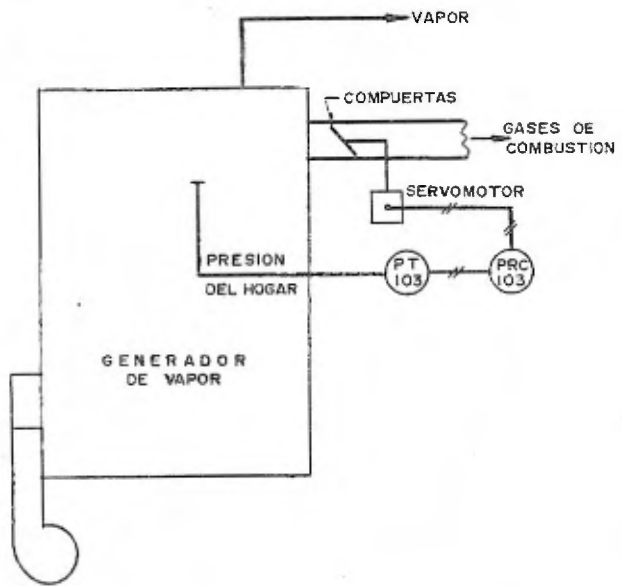 VAPOR
COMPUERTAS
GASES DE
COMBUSTION
SERVOMOTOR
PRESION
DEL HOGAR
PT
103
PRC
103
GENERADOR
DE VAPOR